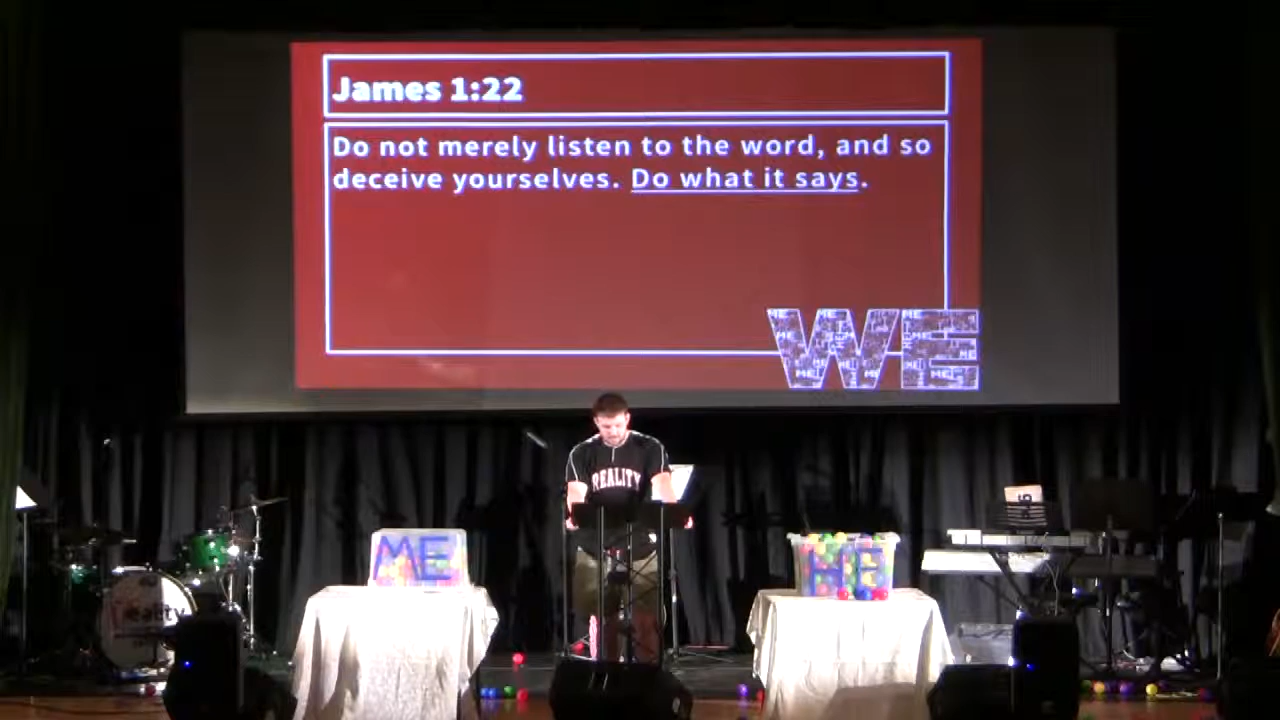 James 1:22
Do not merely listen to the word, and so
deceive yourselves. Do what it says.
WE
REALITY
ME
HE
reality